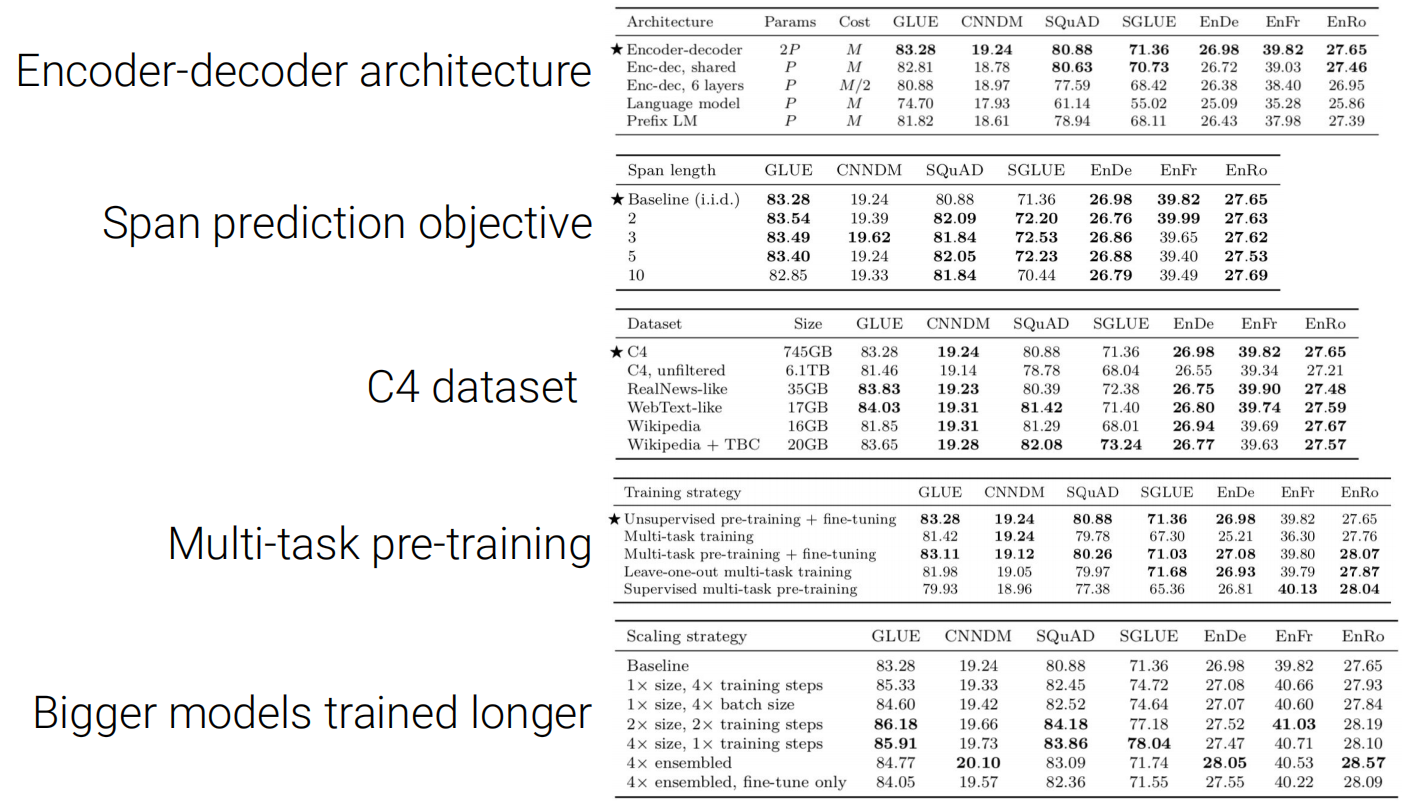 Encoder-decoder architecture
Architecture Params Cost GLUE CNNDM SQuAD SGLUE EnDe EnFr EnRo
★ Encoder-decoder 2P M 83.28 19.24 80.88 71.36 26.98 39.82 27.65
Enc-dec, shared P M 82.81 18.78 80.63 70.73 26.72 39.03 27.46
Enc-dec, 6 layers P M/2 80.88 18.97 77.59 68.42 26.38 38.40 26.95
Language model P M 74.70 17.93 61.14 55.02 25.09 35.28 25.86
Prefix LM P M 81.82 18.61 78.94 68.11 26.43 37.98 27.39
Span prediction objective
Span length GLUE CNNDM SQuAD SGLUE EnDe EnFr EnRo
★ Baseline (i.i.d.) 83.28 19.24 80.88 71.36 26.98 39.82 27.65
2 83.54 19.39 82.09 72.20 26.76 39.99 27.63
3 83.49 19.62 81.84 72.53 26.86 39.65 27.62
5 83.40 19.24 82.05 72.23 26.88 39.40 27.53
10 82.85 19.33 81.84 70.44 26.79 39.49 27.69
C4 dataset
Dataset Size GLUE CNNDM SQuAD SGLUE EnDe EnFr EnRo
★ C4 745GB 83.28 19.24 80.88 71.36 26.98 39.82 27.65
C4, unfiltered 6.1TB 81.46 19.14 78.78 68.04 26.55 39.34 27.21
RealNews-like 35GB 83.83 19.23 80.39 72.38 26.75 39.90 27.48
WebText-like 17GB 84.03 19.31 81.42 71.40 26.80 39.74 27.59
Wikipedia 16GB 81.85 19.31 81.29 68.01 26.94 39.69 27.67
Wikipedia + TBC 20GB 83.65 19.28 82.08 73.24 26.77 39.63 27.57
Multi-task pre-training
Training strategy GLUE CNNDM SQuAD SGLUE EnDe EnFr EnRo
★ Unsupervised pre-training + fine-tuning 83.28 19.24 80.88 71.36 26.98 39.82 27.65
Multi-task training 81.42 19.24 79.78 67.30 25.21 36.30 27.76
Multi-task pre-training + fine-tuning 83.11 19.12 80.26 71.03 27.08 39.80 28.07
Leave-one-out multi-task training 81.98 19.05 79.97 71.68 26.93 39.79 27.87
Supervised multi-task pre-training 79.93 18.96 77.38 65.36 26.81 40.13 28.04
Bigger models trained longer
Scaling strategy GLUE CNNDM SQuAD SGLUE EnDe EnFr EnRo
Baseline 83.28 19.24 80.88 71.36 26.98 39.82 27.65
1× size, 4× training steps 85.33 19.33 82.45 74.72 27.08 40.66 27.93
1× size, 4× batch size 84.60 19.42 82.52 74.64 27.07 40.60 27.84
2× size, 2× training steps 86.18 19.66 84.18 77.18 27.52 41.03 28.19
4× size, 1× training steps 85.91 19.73 83.86 78.04 27.47 40.71 28.10
4× ensembled 84.77 20.10 83.09 71.74 28.05 40.53 28.57
4× ensembled, fine-tune only 84.05 19.57 82.36 71.55 27.55 40.22 28.09